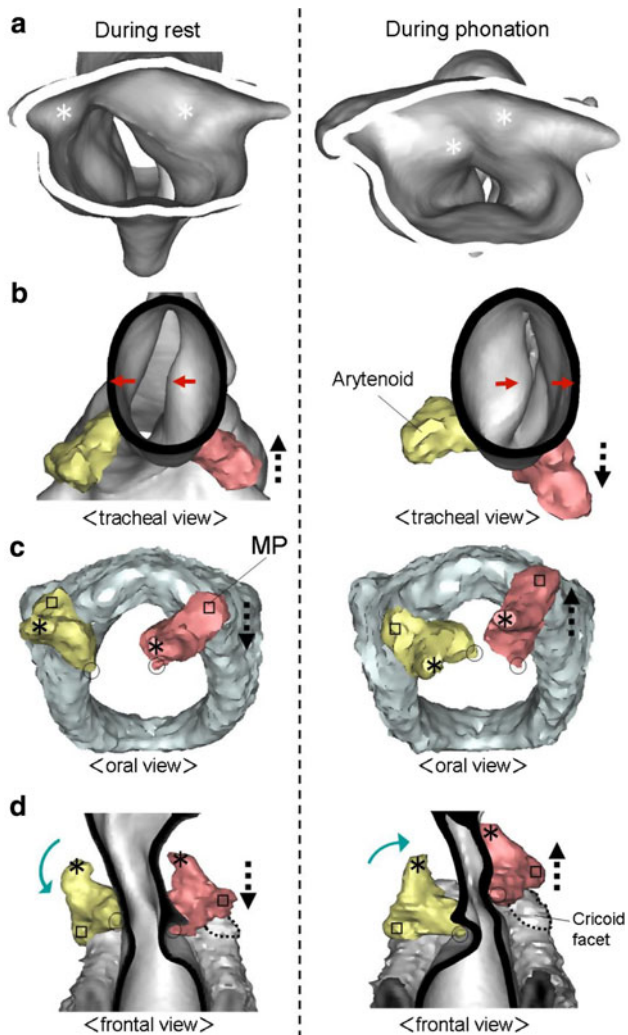 a
During rest
During phonation
* *
* *
b
Arytenoid
<tracheal view>
<tracheal view>
c
MP
* *
* *
<oral view>
<oral view>
d
* *
* *
Cricoid
facet
<frontal view>
<frontal view>